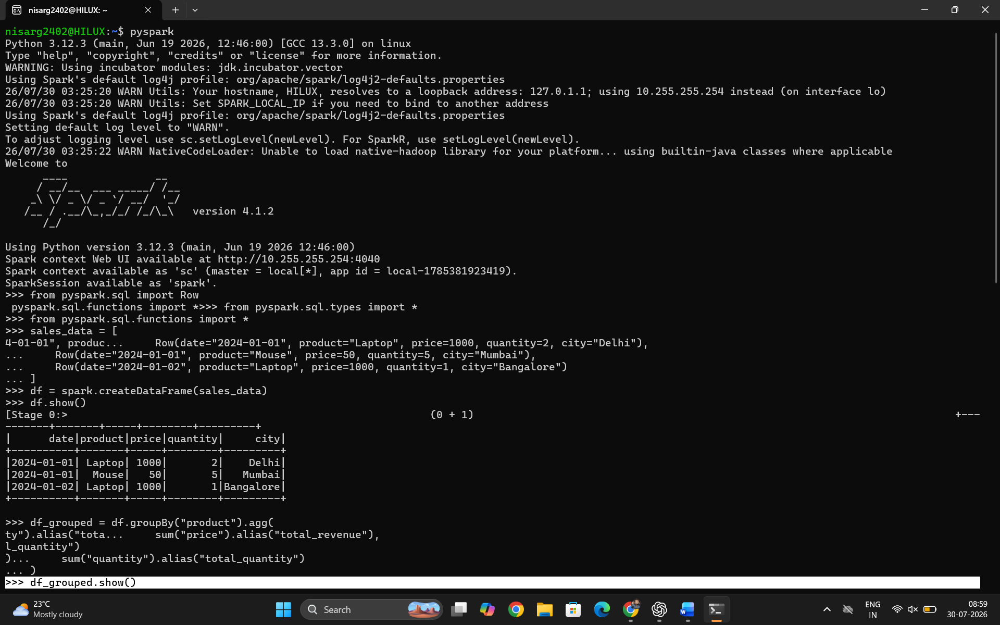 nisarg2402@HILUX: ~
nisarg2402@HILUX:~$ pyspark
Python 3.12.3 (main, Jun 19 2026, 12:46:00) [GCC 13.3.0] on linux
Type "help", "copyright", "credits" or "license" for more information.
WARNING: Using incubator modules: jdk.incubator.vector
Using Spark's default log4j profile: org/apache/spark/log4j2-defaults.properties
26/07/30 03:25:20 WARN Utils: Your hostname, HILUX, resolves to a loopback address: 127.0.1.1; using 10.255.255.254 instead (on interface lo)
26/07/30 03:25:20 WARN Utils: Set SPARK_LOCAL_IP if you need to bind to another address
Using Spark's default log4j profile: org/apache/spark/log4j2-defaults.properties
Setting default log level to "WARN".
To adjust logging level use sc.setLogLevel(newLevel). For SparkR, use setLogLevel(newLevel).
26/07/30 03:25:22 WARN NativeCodeLoader: Unable to load native-hadoop library for your platform... using builtin-java classes where applicable
Welcome to
      ____              __
     / __/__  ___ _____/ /__
    _\ \/ _ \/ _ `/ __/  '_/
   /__ / .__/\_,_/_/ /_/\_\   version 4.1.2
      /_/
Using Python version 3.12.3 (main, Jun 19 2026 12:46:00)
Spark context Web UI available at http://10.255.255.254:4040
Spark context available as 'sc' (master = local[*], app id = local-1785381923419).
SparkSession available as 'spark'.
>>> from pyspark.sql import Row
 pyspark.sql.functions import *>>> from pyspark.sql.types import *
>>> from pyspark.sql.functions import *
>>> sales_data = [
4-01-01", produc...     Row(date="2024-01-01", product="Laptop", price=1000, quantity=2, city="Delhi"),
...     Row(date="2024-01-01", product="Mouse", price=50, quantity=5, city="Mumbai"),
...     Row(date="2024-01-02", product="Laptop", price=1000, quantity=1, city="Bangalore")
... ]
>>> df = spark.createDataFrame(sales_data)
>>> df.show()
[Stage 0:>                                                          (0 + 1)                                                                             +---
-------+-------+-----+--------+---------+
|      date|product|price|quantity|     city|
+----------+-------+-----+--------+---------+
|2024-01-01| Laptop| 1000|       2|    Delhi|
|2024-01-01|  Mouse|   50|       5|   Mumbai|
|2024-01-02| Laptop| 1000|       1|Bangalore|
+----------+-------+-----+--------+---------+
>>> df_grouped = df.groupBy("product").agg(
ty").alias("tota...     sum("price").alias("total_revenue"),
l_quantity")
)...     sum("quantity").alias("total_quantity")
... )
>>> df_grouped.show()
23°C
Mostly cloudy
Search
ENG
IN
08:59
30-07-2026